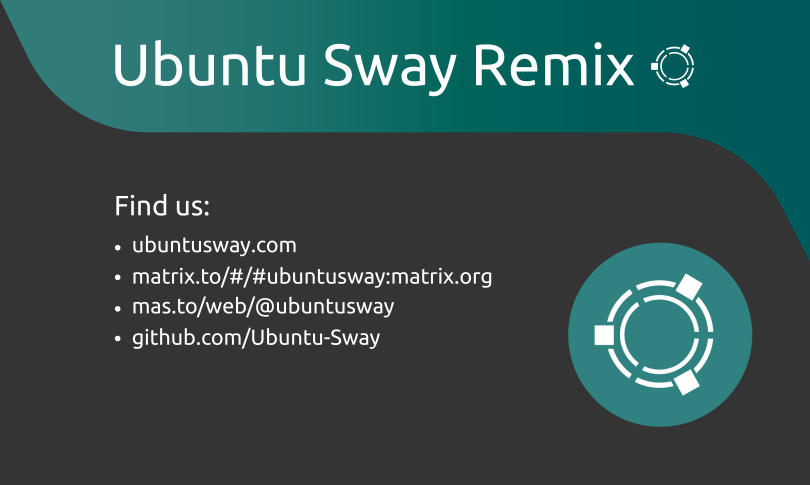 Ubuntu Sway Remix
Find us:
• ubuntusway.com
• matrix.to/#/#ubuntusway:matrix.org
• mas.to/web/@ubuntusway
• github.com/Ubuntu-Sway